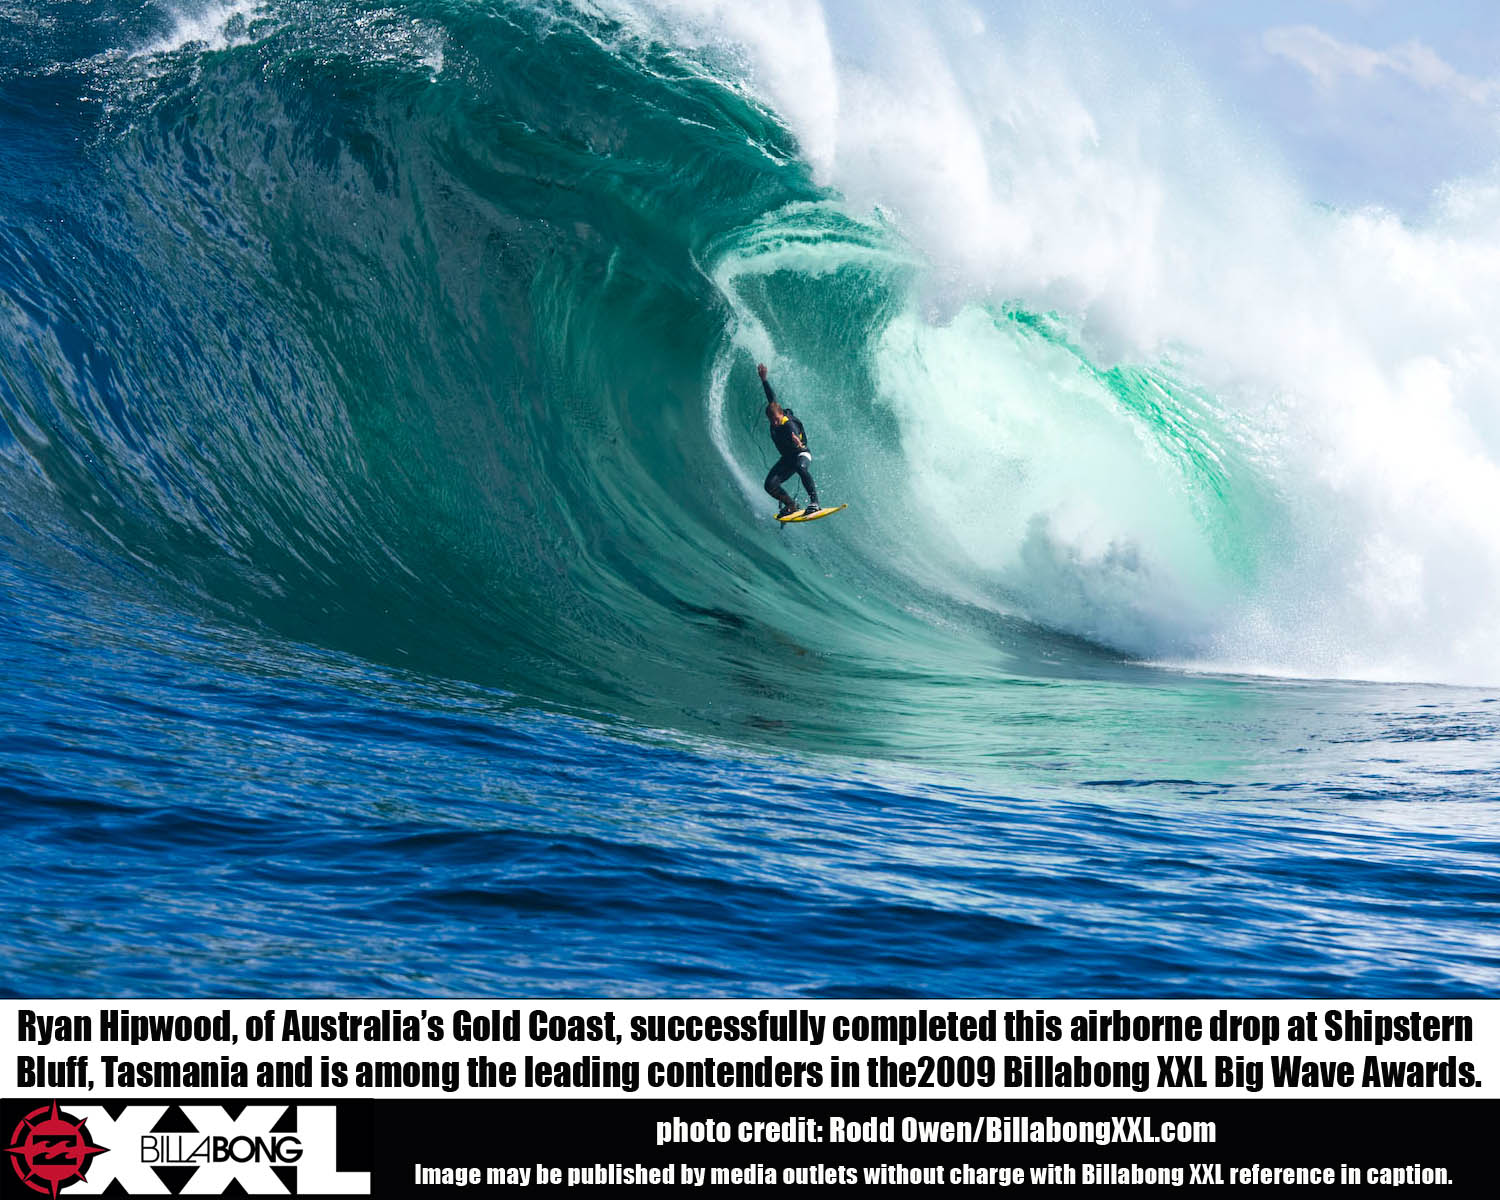 Ryan Hipwood, of Australia's Gold Coast, successfully completed this airborne drop at Shipstern
Bluff, Tasmania and is among the leading contenders in the2009 Billabong XXL Big Wave Awards.
XXL
BILLABONG
photo credit: Rodd Owen/BillabongXXL.com
Image may be published by media outlets without charge with Billabong XXL reference in caption.